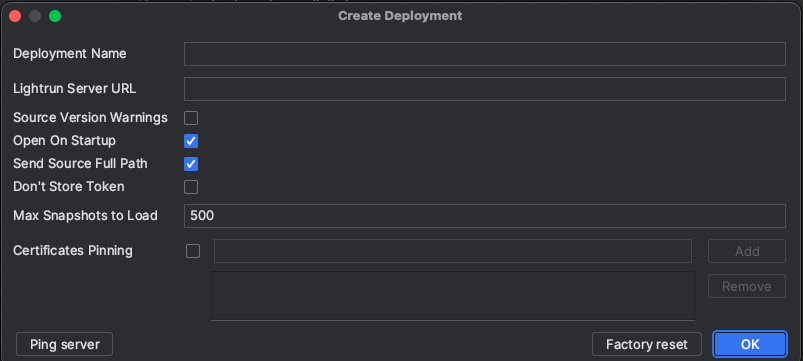 Create Deployment
Deployment Name
Lightrun Server URL
Source Version Warnings
Open On Startup
Send Source Full Path
Don't Store Token
Max Snapshots to Load 500
Certificates Pinning Add
Remove
Ping server Factory reset OK